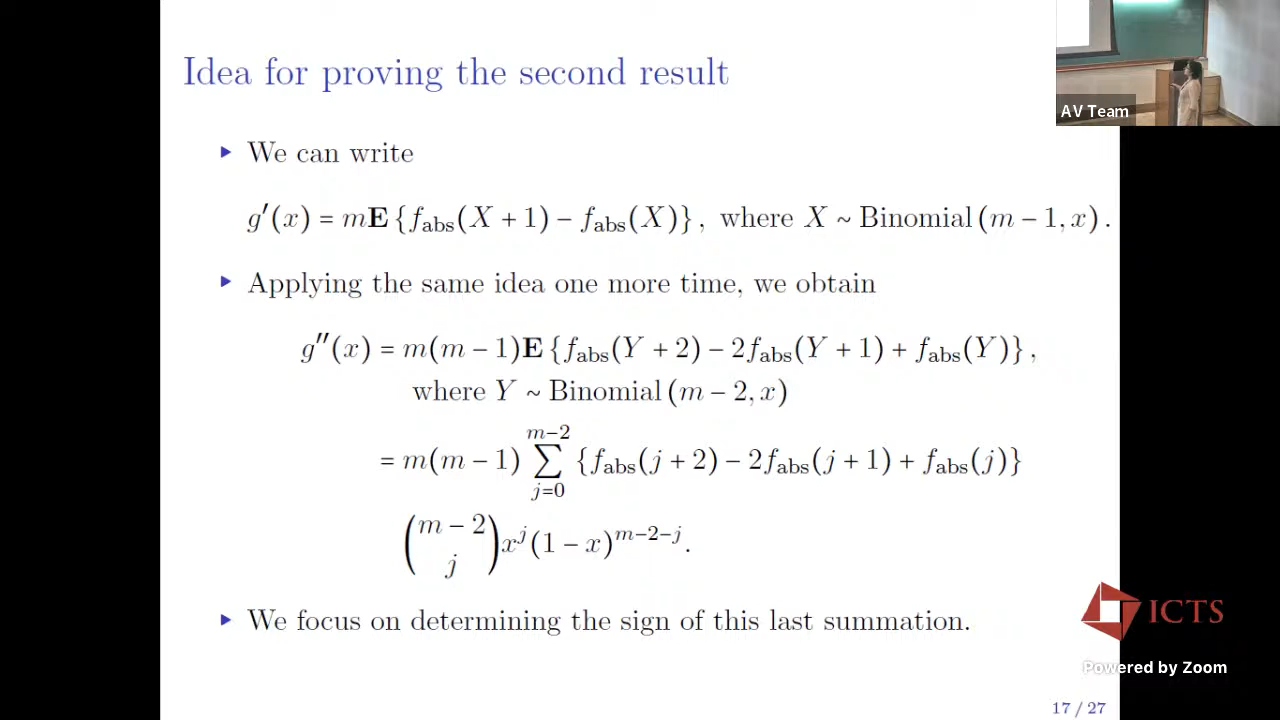 Idea for proving the second result
AV Team
▸ We can write
g′(x) = mE {f_abs(X + 1) − f_abs(X)} , where X ~ Binomial (m − 1, x) .
▸ Applying the same idea one more time, we obtain
g″(x) = m(m − 1)E {f_abs(Y + 2) − 2f_abs(Y + 1) + f_abs(Y)} ,
where Y ~ Binomial (m − 2, x)
= m(m − 1) ∑_{j=0}^{m−2} {f_abs(j + 2) − 2f_abs(j + 1) + f_abs(j)}
(m − 2 j) x^j (1 − x)^{m−2−j} .
▸ We focus on determining the sign of this last summation.
ICTS
Powered by Zoom
17 / 27